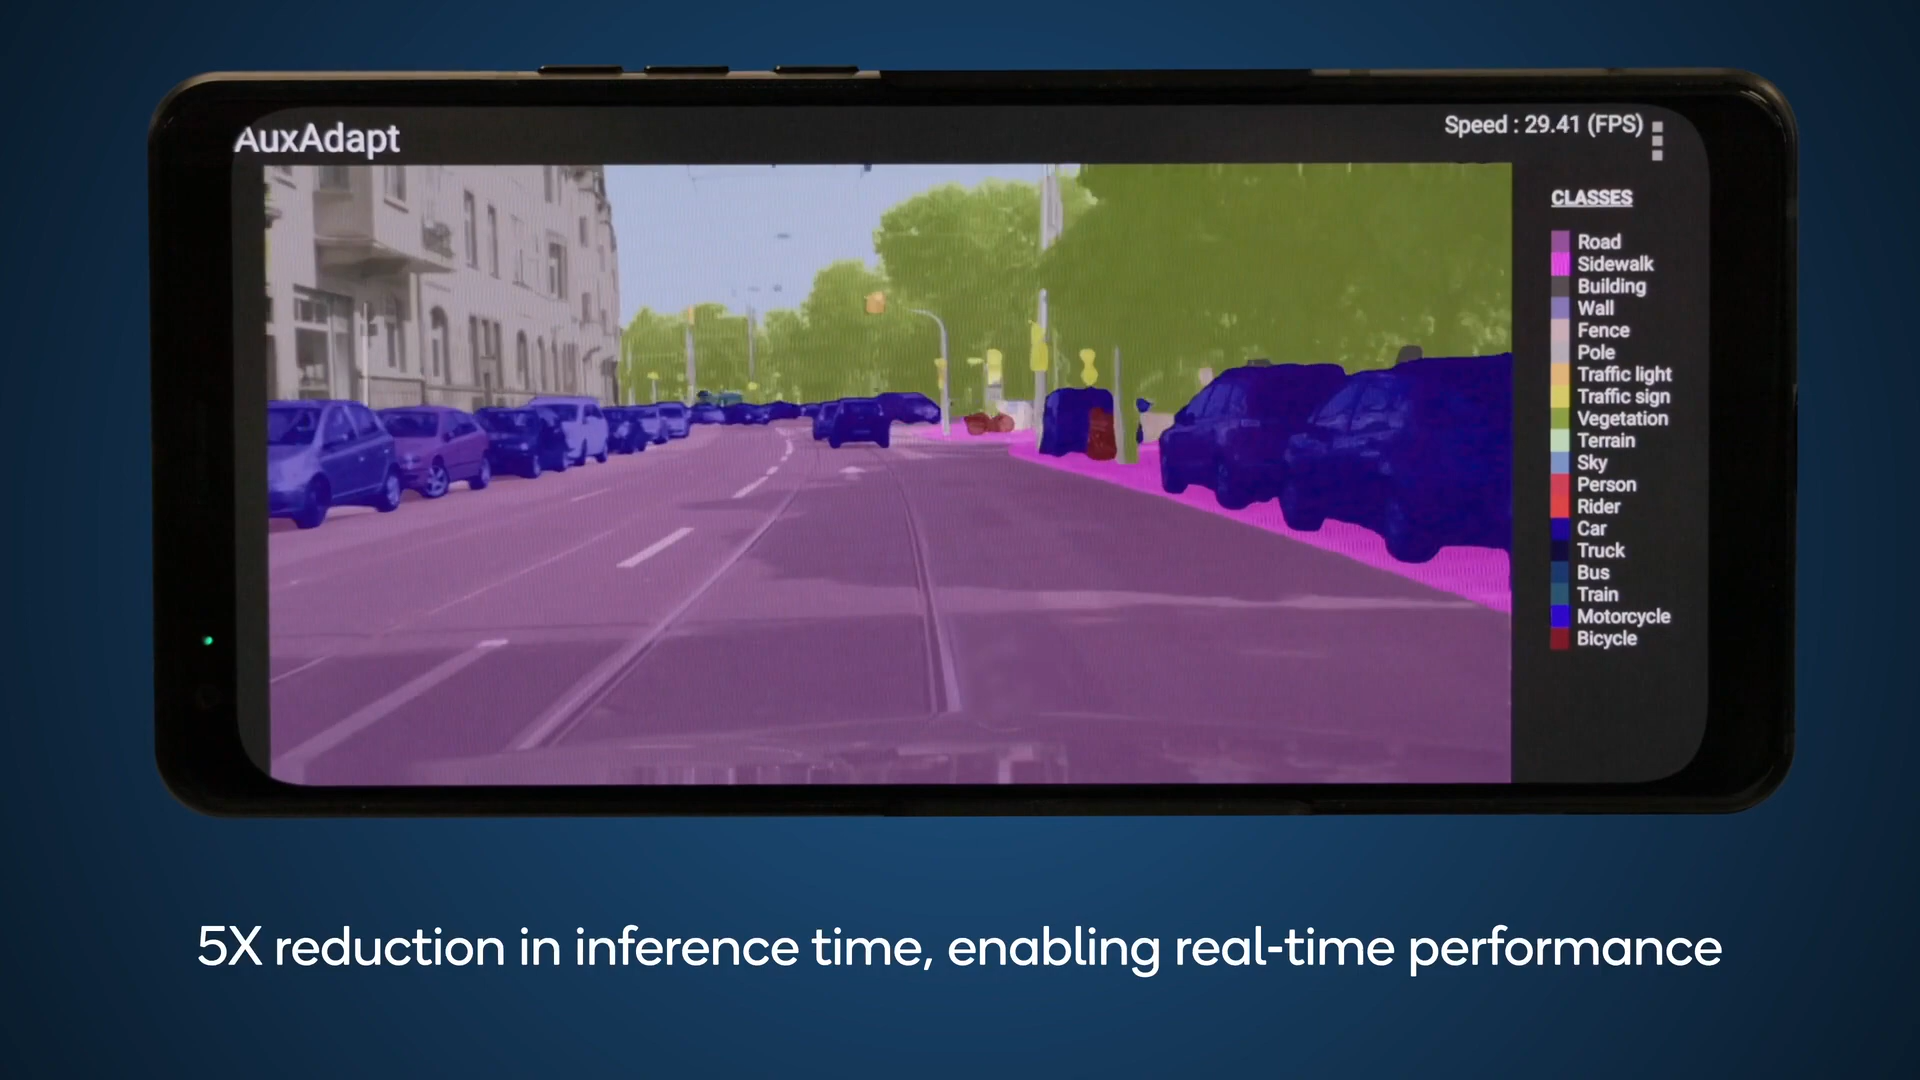 AuxAdapt
Speed : 29.41 (FPS)
CLASSES
Road
Sidewalk
Building
Wall
Fence
Pole
Traffic light
Traffic sign
Vegetation
Terrain
Sky
Person
Rider
Car
Truck
Bus
Train
Motorcycle
Bicycle
5X reduction in inference time, enabling real-time performance